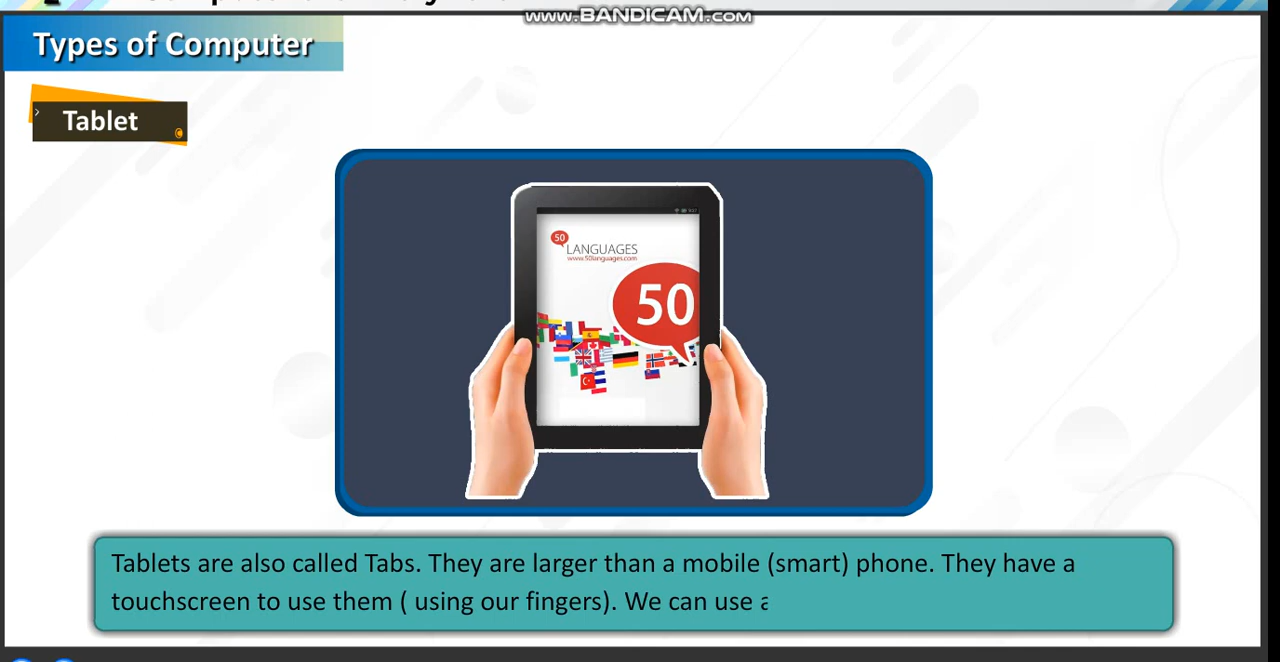 www.BANDICAM.com
Types of Computer
Tablet
50
LANGUAGES
www.50languages.com
50
Tablets are also called Tabs. They are larger than a mobile (smart) phone. They have a
touchscreen to use them ( using our fingers). We can use a